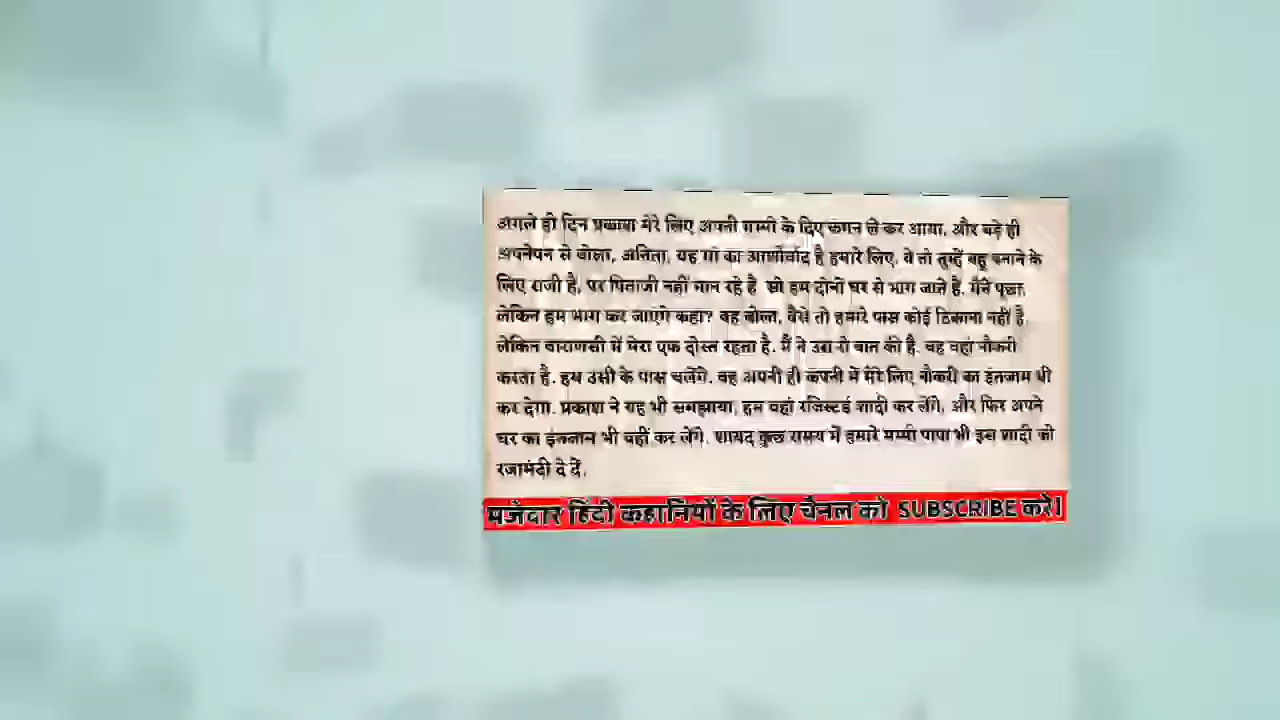 अगले ही दिन प्रकाश मेरे लिए अपनी मम्मी के दिए कंगन ले कर आया, और बड़े ही
अपनेपन से बोला, अनिता, यह मां का आशीर्वाद है हमारे लिए. वे तो तुम्हें बहू बनाने के
लिए राजी है, पर पिताजी नहीं मान रहे है सो हम दोनों घर से भाग जाते है. मैंने पूछा,
लेकिन हम भाग कर जाएंगे कहा? वह बोला, वैसे तो हमारे पास कोई ठिकाना नहीं है,
लेकिन वाराणसी में मेरा एक दोस्त रहता है. मैं ने उस से बात की है. वह वहां नौकरी
करता है. हम उसी के पास चलेंगे. वह अपनी ही कंपनी में मेरे लिए नौकरी का इंतजाम भी
कर देगा. प्रकाश ने यह भी समझाया, हम वहां रजिस्टर्ड शादी कर लेंगे, और फिर अपने
घर का इंतजाम भी वहीं कर लेंगे. शायद कुछ समय में हमारे मम्मी पापा भी इस शादी को
रजामंदी दे दें.
मजेदार हिंदी कहानियों के लिए चैनल को SUBSCRIBE करे।